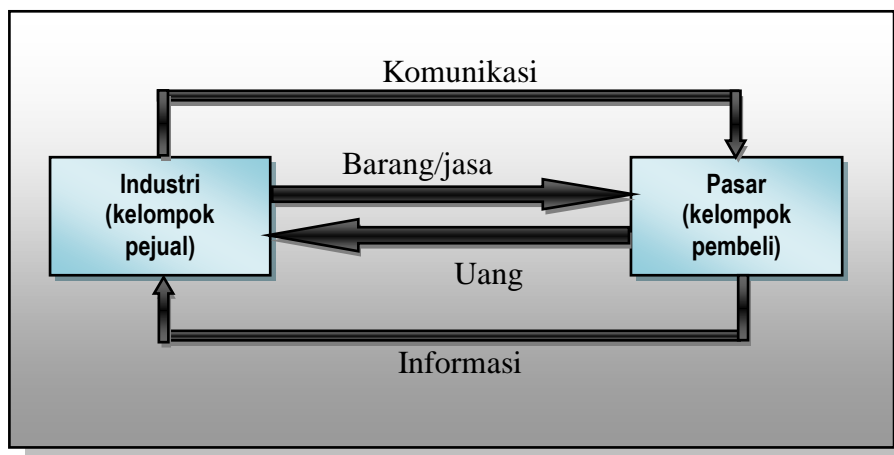 Komunikasi
Barang/jasa
Industri
(kelompok
pejual)
Pasar
(kelompok
pembeli)
Uang
Informasi